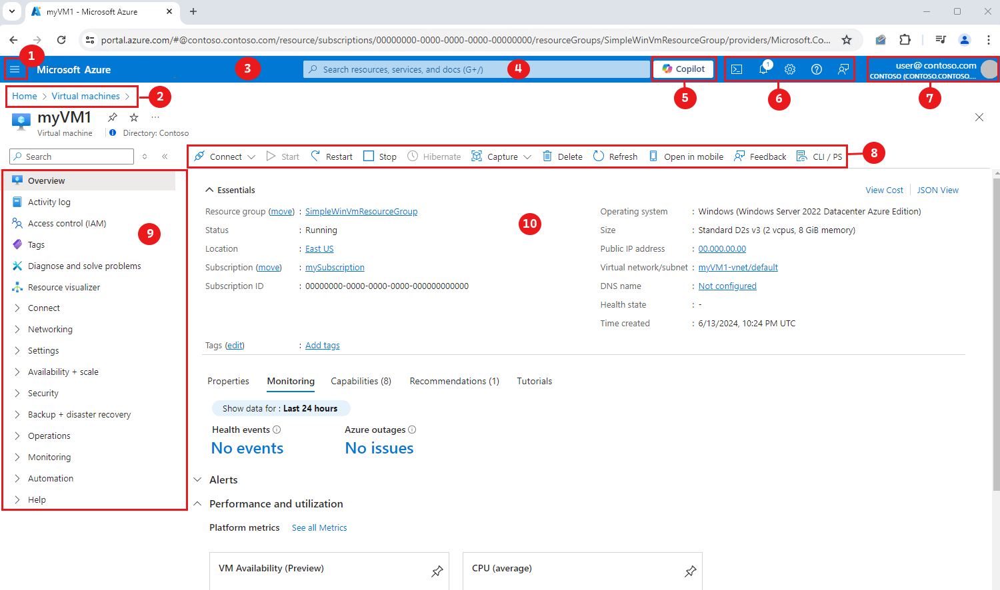 myVM1 - Microsoft Azure
portal.azure.com/#@contoso.contoso.com/resource/subscriptions/00000000-0000-0000-0000-00000000/resourceGroups/SimpleWinVmResourceGroup/providers/Microsoft.Co...
1
Microsoft Azure
3
Search resources, services, and docs (G+/)
4
Copilot
1
user@contoso.com
CONTOSO (CONTOSO.CONTOSO....
Home > Virtual machines >
2
5
6
7
myVM1
Virtual machine
Directory: Contoso
Search
Connect
Start
Restart
Stop
Hibernate
Capture
Delete
Refresh
Open in mobile
Feedback
CLI / PS
8
Overview
Activity log
Access control (IAM)
9
Tags
Diagnose and solve problems
Resource visualizer
Connect
Networking
Settings
Availability + scale
Security
Backup + disaster recovery
Operations
Monitoring
Automation
Help
Essentials
View Cost
JSON View
10
Resource group (move) : SimpleWinVmResourceGroup
Status : Running
Location : East US
Subscription (move) : mySubscription
Subscription ID : 00000000-0000-0000-0000-000000000000
Operating system : Windows (Windows Server 2022 Datacenter Azure Edition)
Size : Standard D2s v3 (2 vcpus, 8 GiB memory)
Public IP address : 00.000.00.00
Virtual network/subnet : myVM1-vnet/default
DNS name : Not configured
Health state : -
Time created : 6/13/2024, 10:24 PM UTC
Tags (edit) : Add tags
Properties
Monitoring
Capabilities (8)
Recommendations (1)
Tutorials
Show data for : Last 24 hours
Health events
No events
Azure outages
No issues
Alerts
Performance and utilization
Platform metrics
See all Metrics
VM Availability (Preview)
CPU (average)